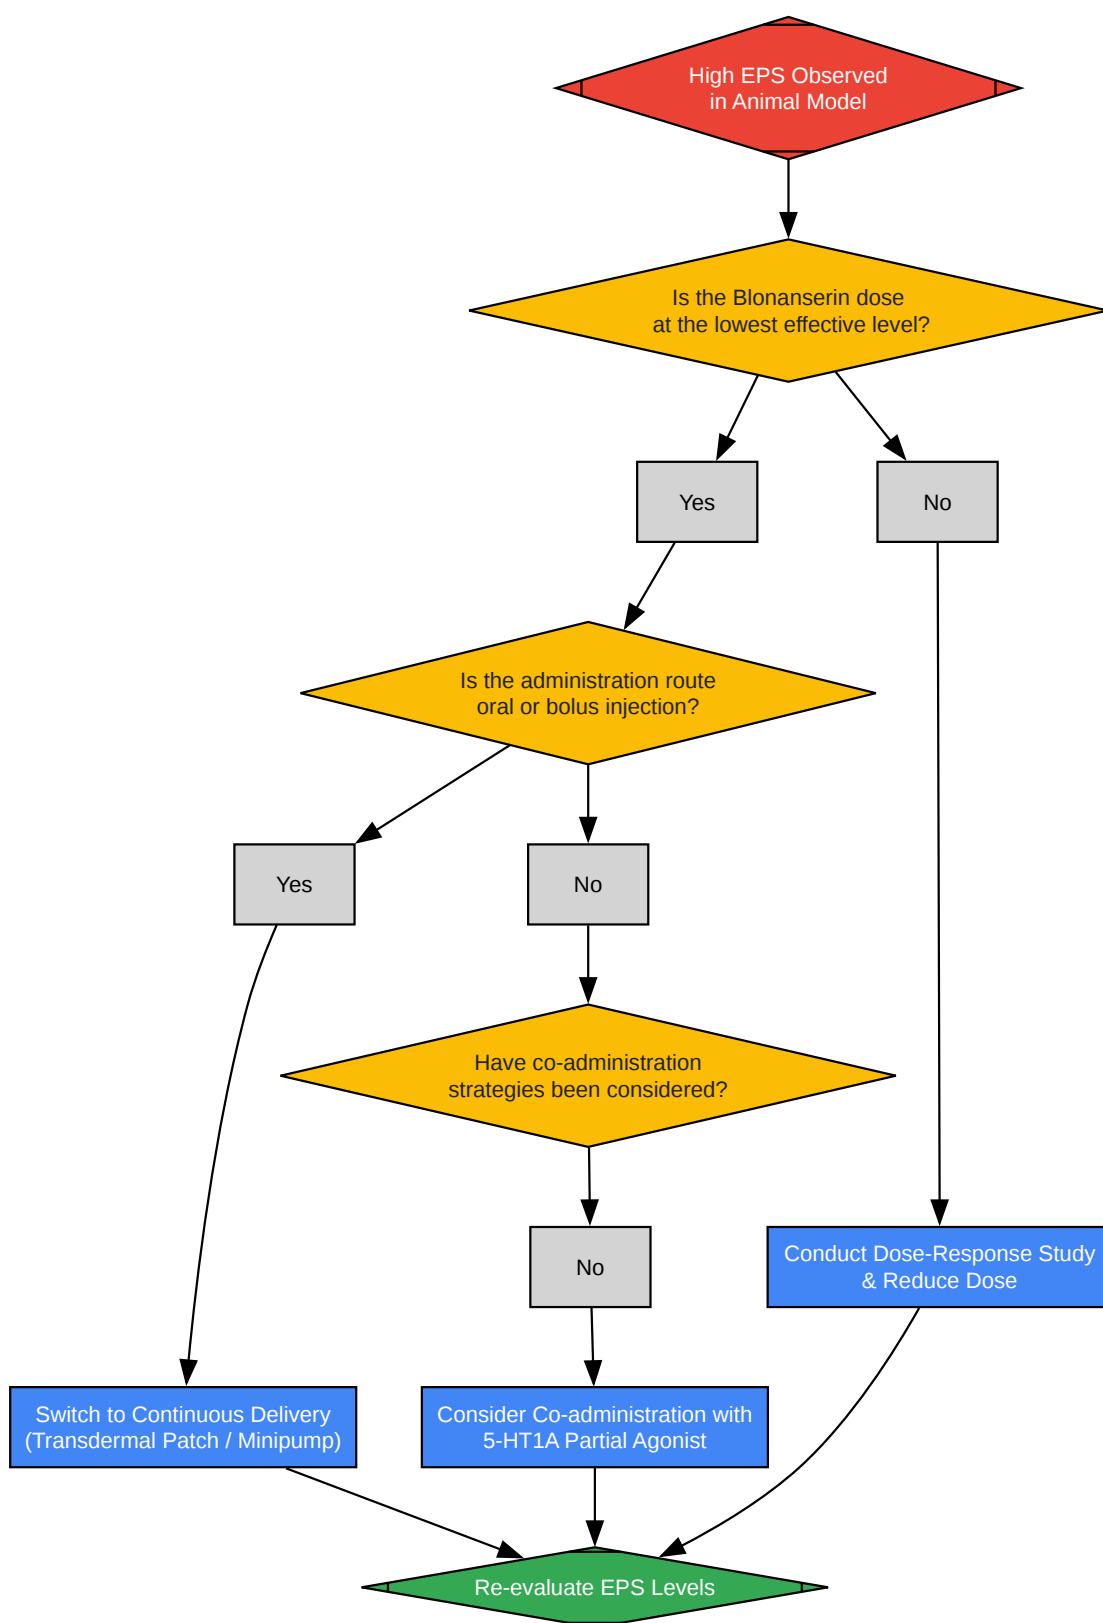 High EPS Observed
in Animal Model
Is the Blonanserin dose
at the lowest effective level?
Yes
No
Is the administration route
oral or bolus injection?
Yes
No
Have co-administration
strategies been considered?
No
Conduct Dose-Response Study
& Reduce Dose
Switch to Continuous Delivery
(Transdermal Patch / Minipump)
Consider Co-administration with
5-HT1A Partial Agonist
Re-evaluate EPS Levels